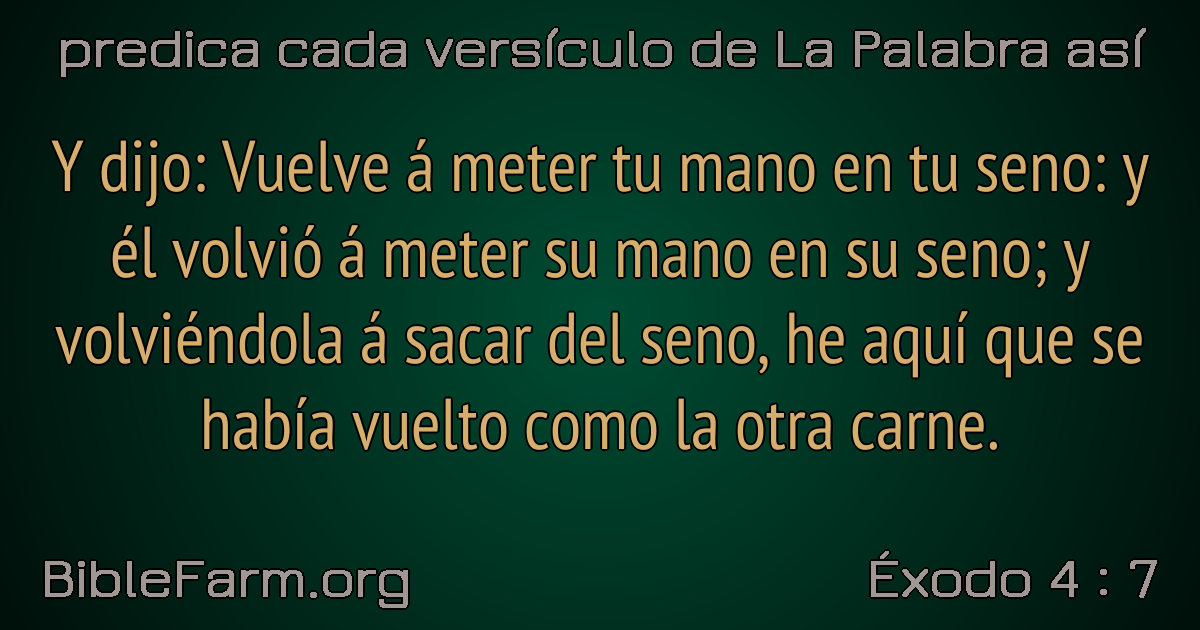 predica cada versículo de La Palabra así
Y dijo: Vuelve á meter tu mano en tu seno: y
él volvió á meter su mano en su seno; y
volviéndola á sacar del seno, he aquí que se
había vuelto como la otra carne.
BibleFarm.org
Éxodo 4 : 7